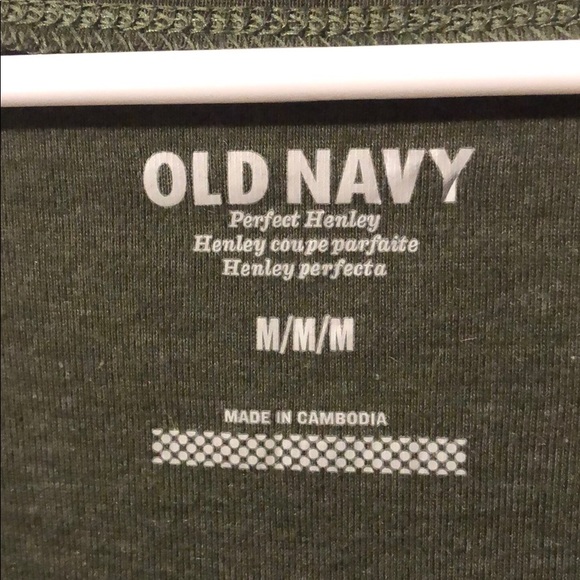 OLD NAVY
Perfect Henley
Henley coupe parfaite
Henley perfecta
M/M/M
MADE IN CAMBODIA